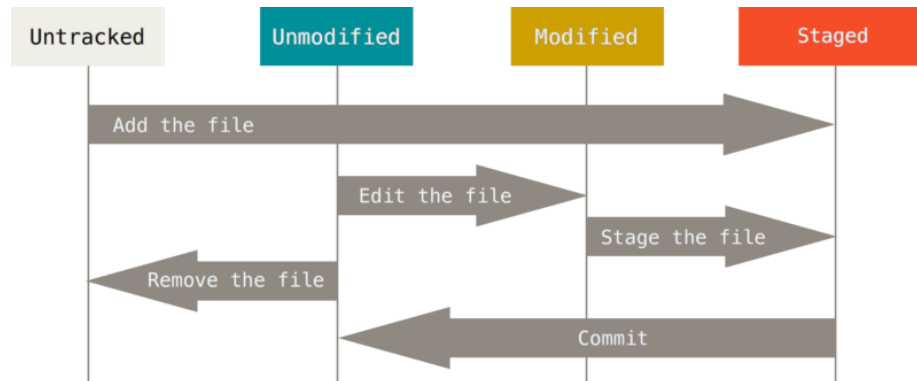 Untracked
Unmodified
Modified
Staged
Add the file
Edit the file
Stage the file
Remove the file
Commit